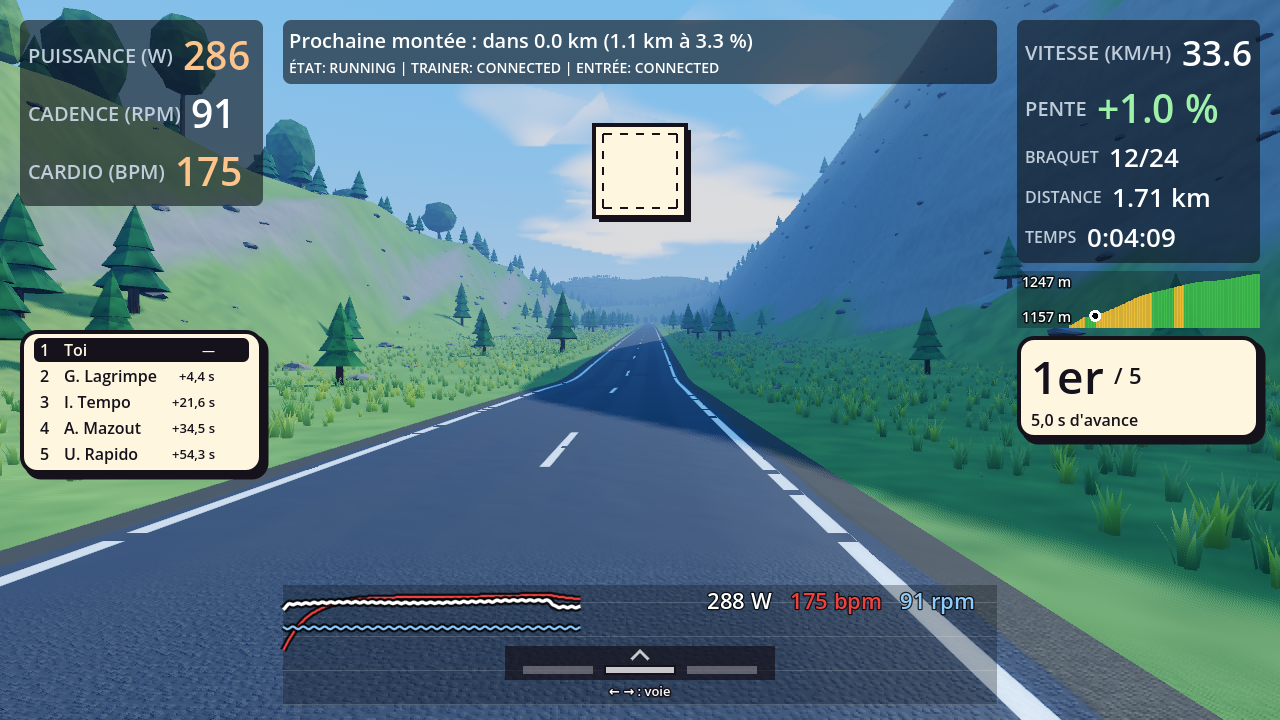 PUISSANCE (W) 286
CADENCE (RPM) 91
CARDIO (BPM) 175
Prochaine montée : dans 0.0 km (1.1 km à 3.3 %)
ÉTAT: RUNNING | TRAINER: CONNECTED | ENTRÉE: CONNECTED
VITESSE (KM/H) 33.6
PENTE +1.0 %
BRAQUET 12/24
DISTANCE 1.71 km
TEMPS 0:04:09
1247 m
1157 m
1 Toi —
2 G. Lagrimpe +4,4 s
3 I. Tempo +21,6 s
4 A. Mazout +34,5 s
5 U. Rapido +54,3 s
1er / 5
5,0 s d'avance
288 W 175 bpm 91 rpm
← → : voie